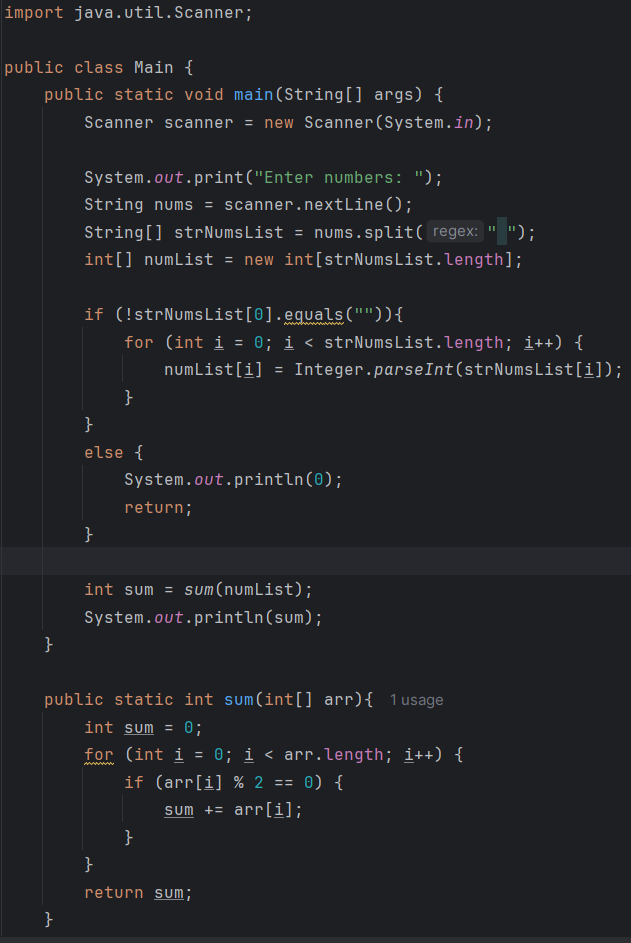 import java.util.Scanner;
public class Main {
public static void main(String[] args) {
Scanner scanner = new Scanner(System.in);
System.out.print("Enter numbers: ");
String nums = scanner.nextLine();
String[] strNumsList = nums.split( regex: " ");
int[] numList = new int[strNumsList.length];
if (!strNumsList[0].equals("")){
for (int i = 0; i < strNumsList.length; i++) {
numList[i] = Integer.parseInt(strNumsList[i]);
}
}
else {
System.out.println(0);
return;
}
int sum = sum(numList);
System.out.println(sum);
}
public static int sum(int[] arr){ 1 usage
int sum = 0;
for (int i = 0; i < arr.length; i++) {
if (arr[i] % 2 == 0) {
sum += arr[i];
}
}
return sum;
}